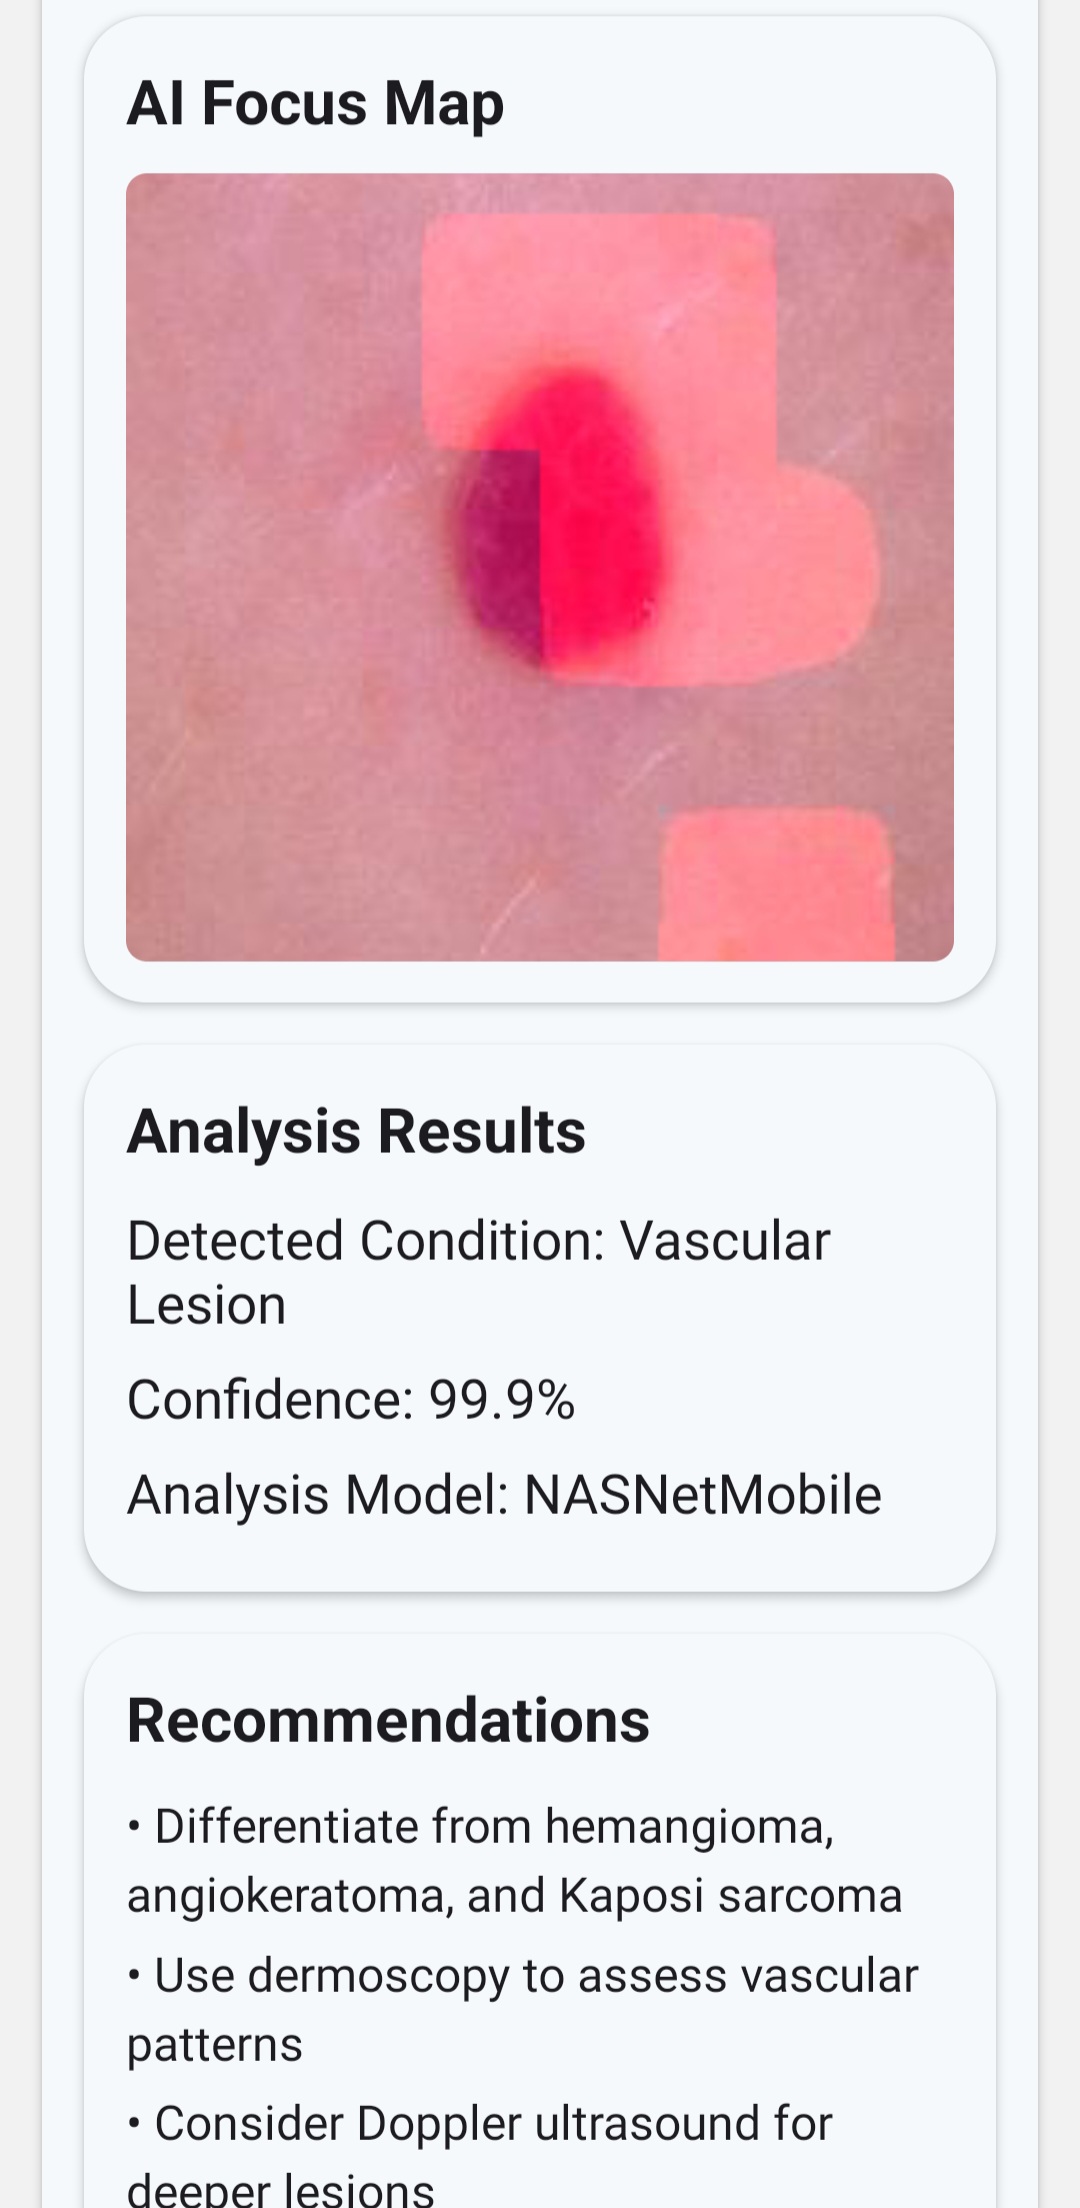 AI Focus Map
Analysis Results
Detected Condition: Vascular
Lesion
Confidence: 99.9%
Analysis Model: NASNetMobile
Recommendations
• Differentiate from hemangioma,
angiokeratoma, and Kaposi sarcoma
• Use dermoscopy to assess vascular
patterns
• Consider Doppler ultrasound for
deeper lesions